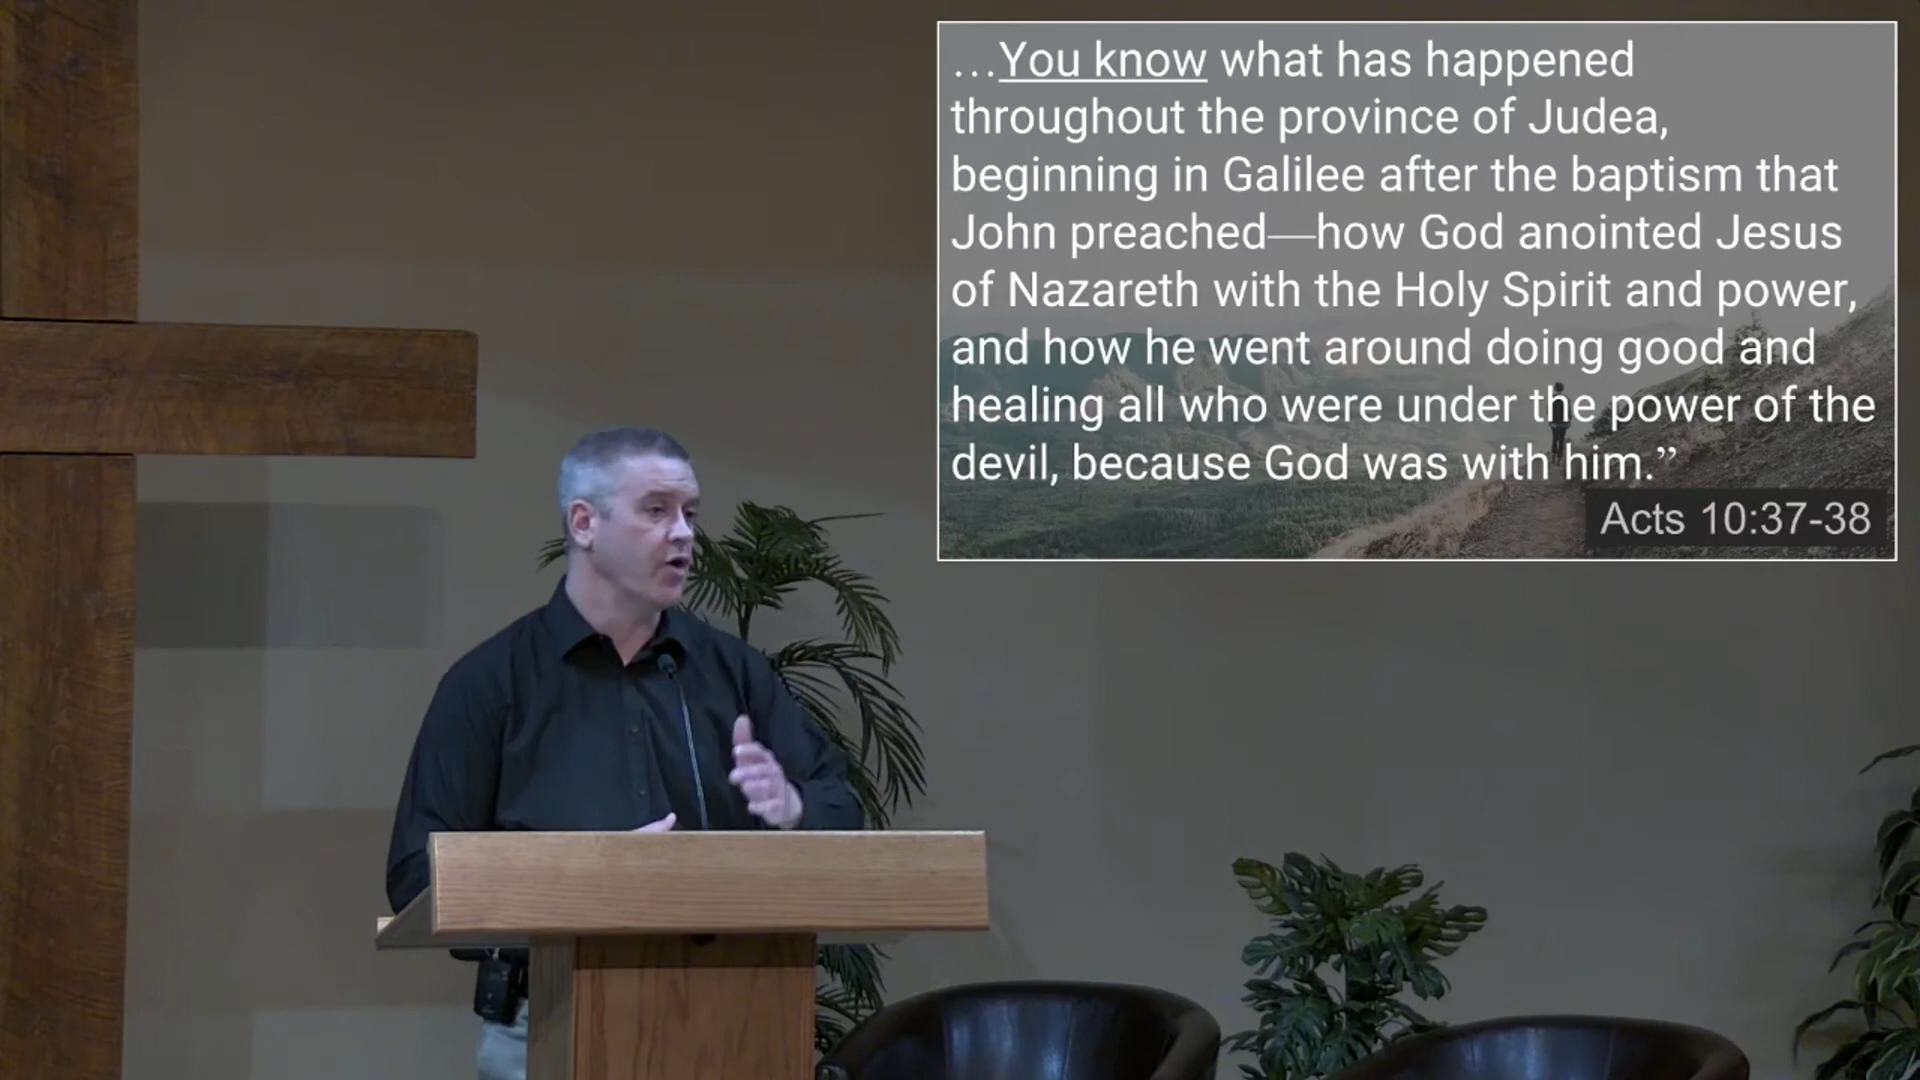 …You know what has happened
throughout the province of Judea,
beginning in Galilee after the baptism that
John preached—how God anointed Jesus
of Nazareth with the Holy Spirit and power,
and how he went around doing good and
healing all who were under the power of the
devil, because God was with him.”
Acts 10:37-38